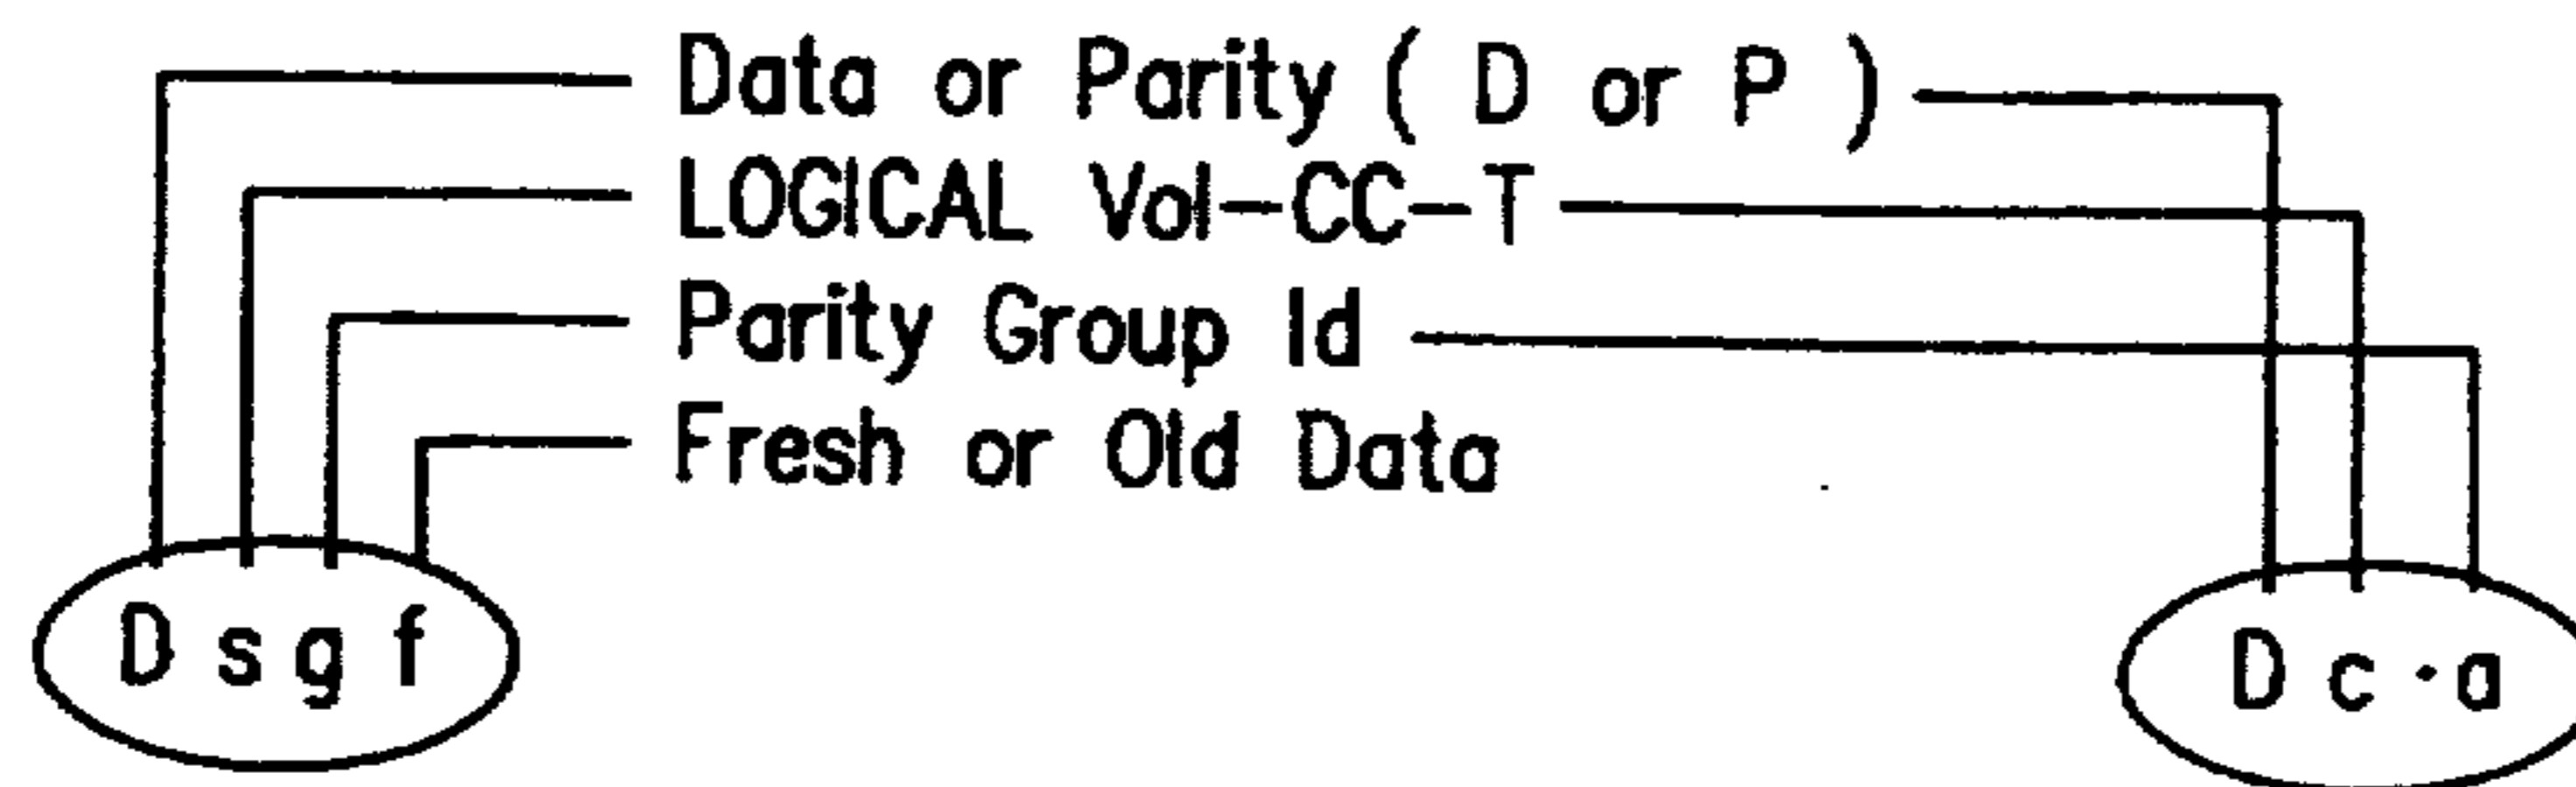 Data or Parity ( D or P )
LOGICAL Vol-CC-T
Parity Group Id
Fresh or Old Data
D s g f
D c · a